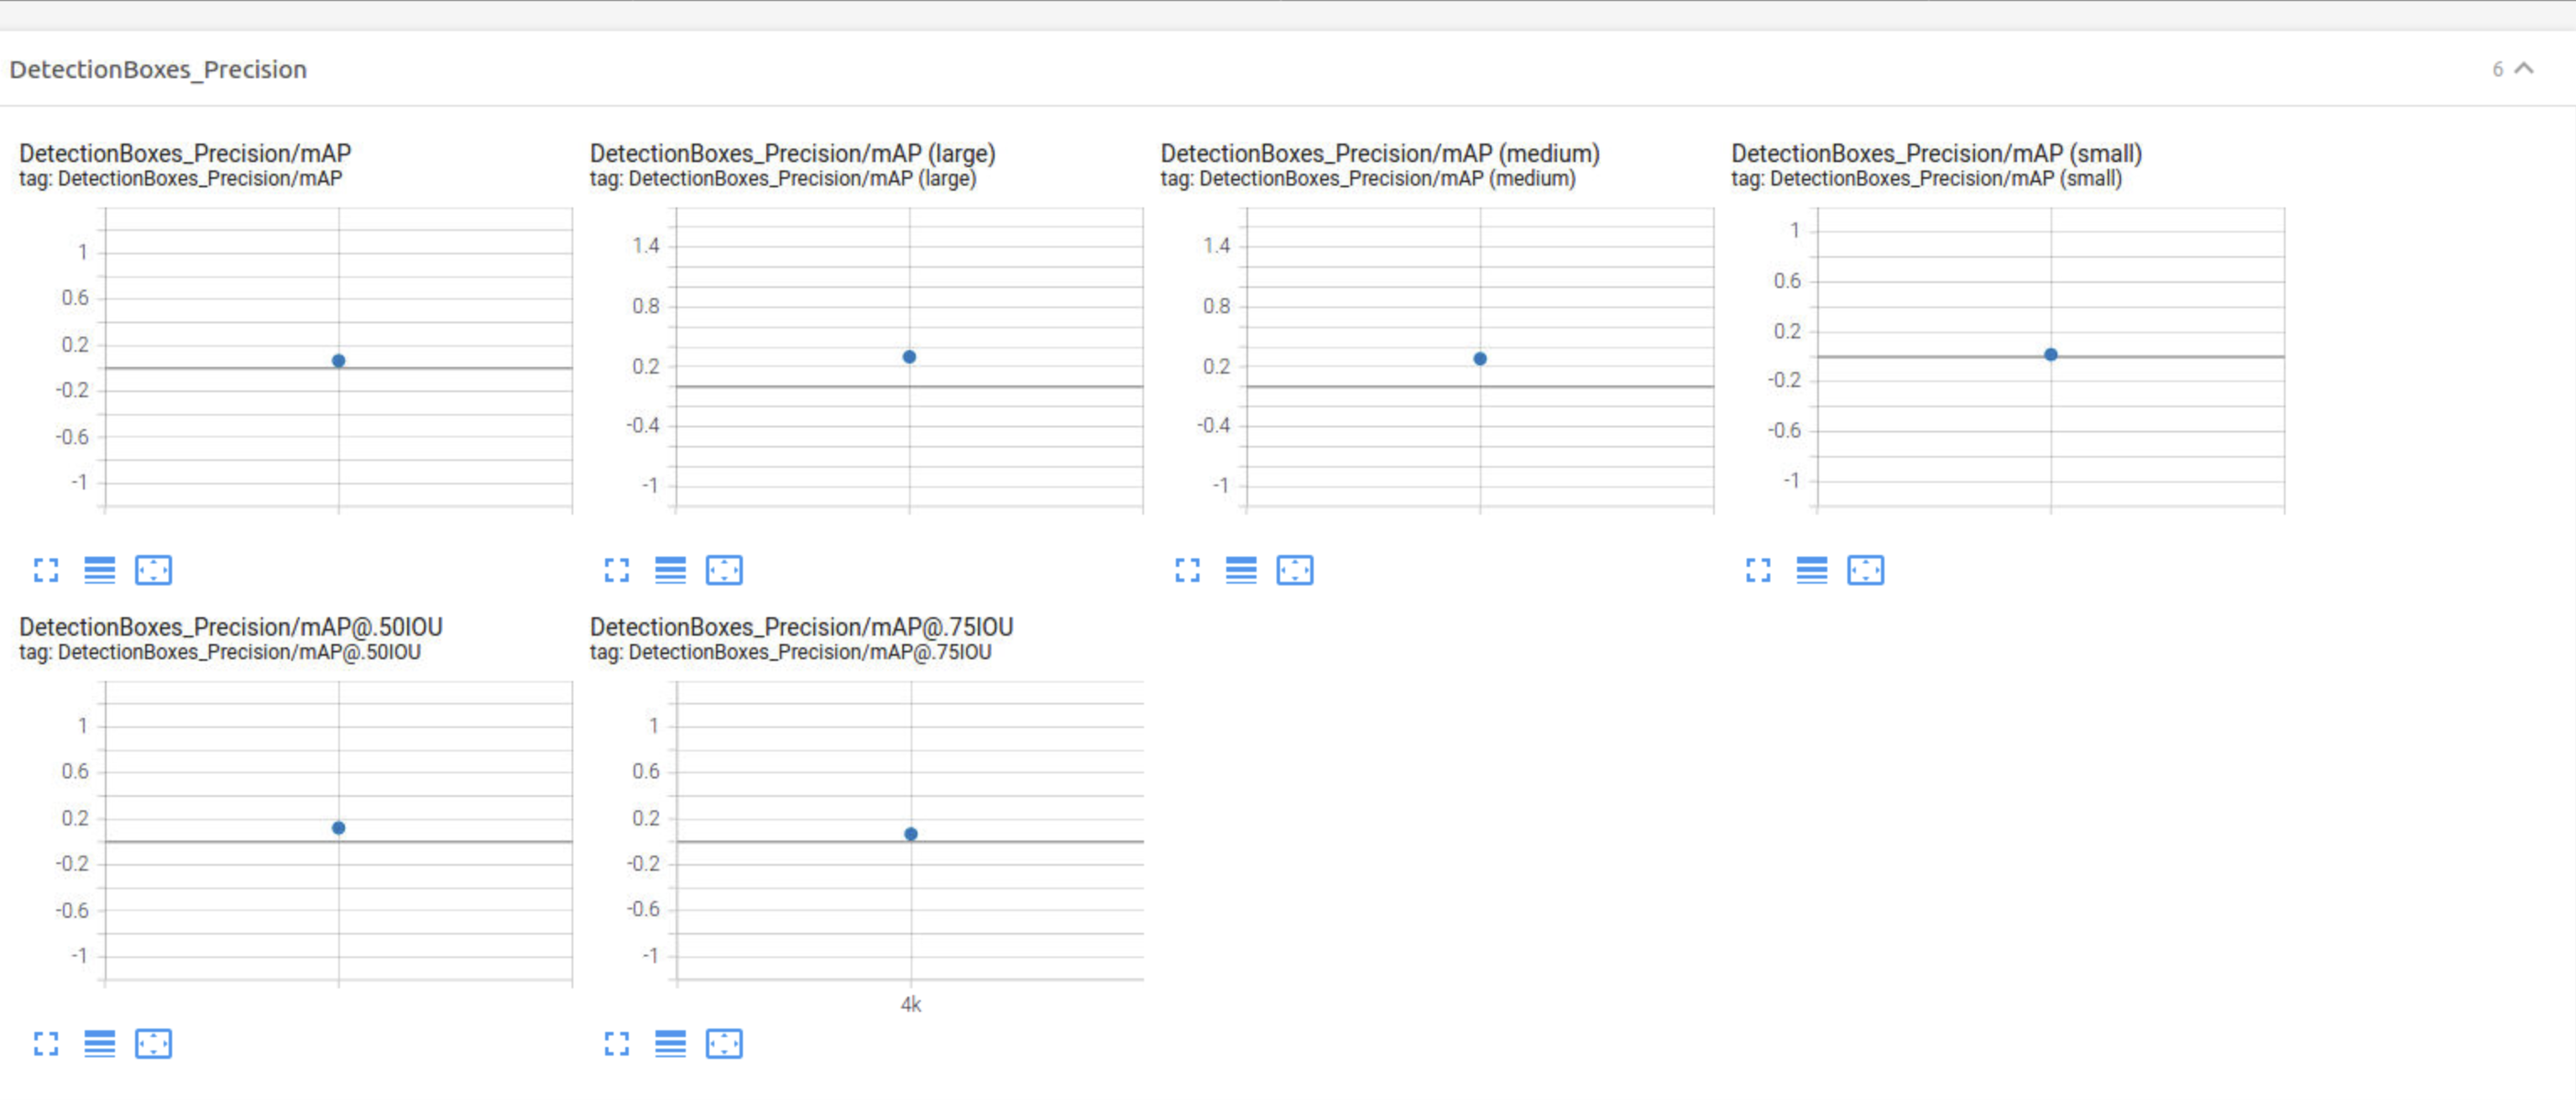 DetectionBoxes_Precision
6
DetectionBoxes_Precision/mAP
tag: DetectionBoxes_Precision/mAP
1
0.6
0.2
-0.2
-0.6
-1
DetectionBoxes_Precision/mAP (large)
tag: DetectionBoxes_Precision/mAP (large)
1.4
0.8
0.2
-0.4
-1
DetectionBoxes_Precision/mAP (medium)
tag: DetectionBoxes_Precision/mAP (medium)
1.4
0.8
0.2
-0.4
-1
DetectionBoxes_Precision/mAP (small)
tag: DetectionBoxes_Precision/mAP (small)
1
0.6
0.2
-0.2
-0.6
-1
DetectionBoxes_Precision/mAP@.50IOU
tag: DetectionBoxes_Precision/mAP@.50IOU
1
0.6
0.2
-0.2
-0.6
-1
DetectionBoxes_Precision/mAP@.75IOU
tag: DetectionBoxes_Precision/mAP@.75IOU
1
0.6
0.2
-0.2
-0.6
-1
4k